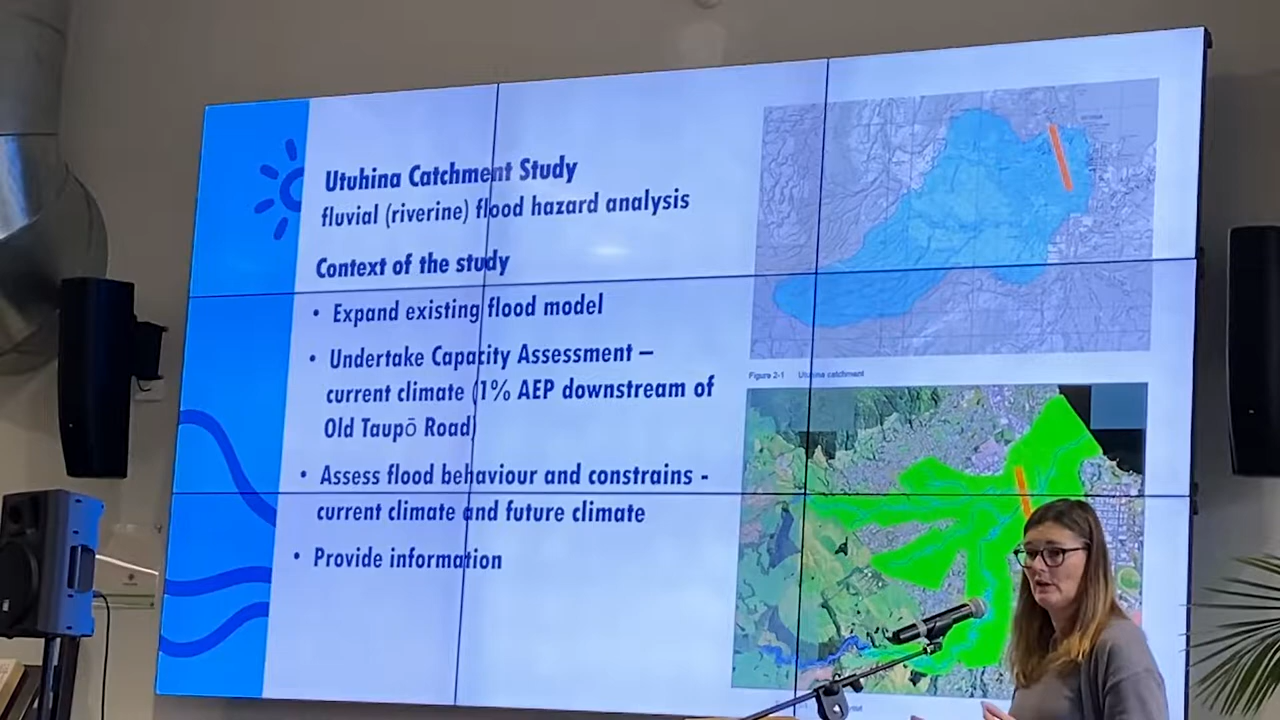 Utuhina Catchment Study
fluvial (riverine) flood hazard analysis
Context of the study
• Expand existing flood model
• Undertake Capacity Assessment –
current climate (1% AEP downstream of
Old Taupō Road)
• Assess flood behaviour and constrains -
current climate and future climate
• Provide information
Figure 2-1 Utuhina catchment